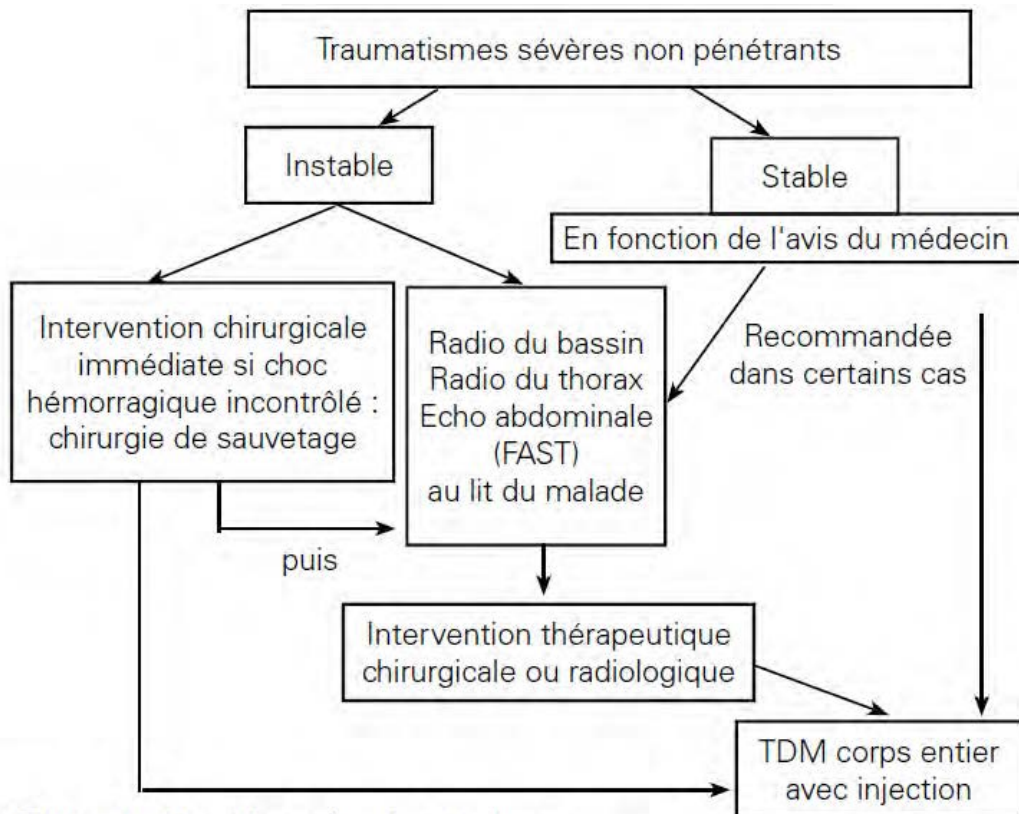 Traumatismes sévères non pénétrants
Instable
Stable
En fonction de l'avis du médecin
Intervention chirurgicale
immédiate si choc
hémorragique incontrôlé :
chirurgie de sauvetage
Radio du bassin
Radio du thorax
Echo abdominale
(FAST)
au lit du malade
Recommandée
dans certains cas
puis
Intervention thérapeutique
chirurgicale ou radiologique
TDM corps entier
avec injection